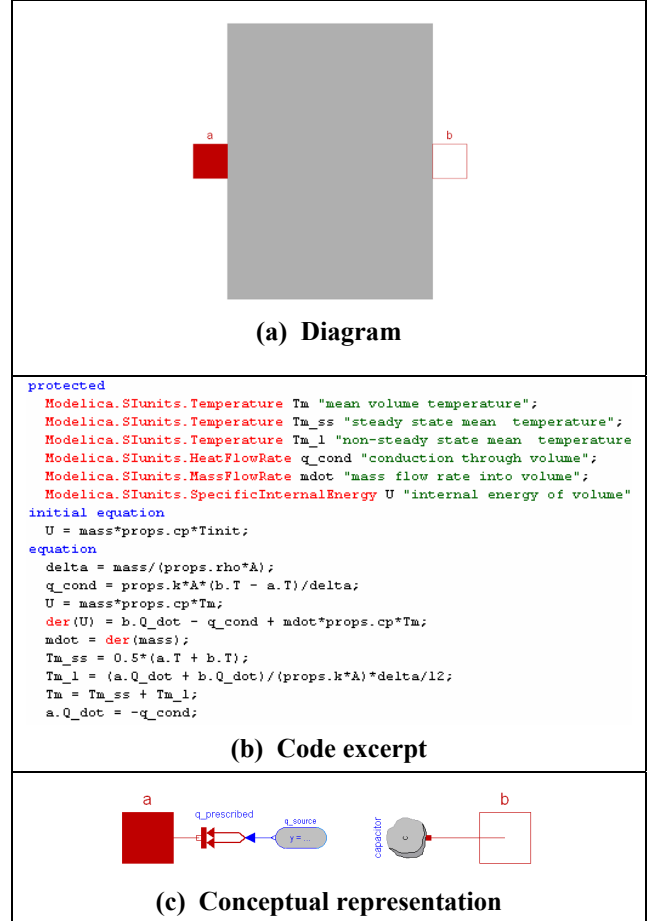 a
b
(a) Diagram
protected
Modelica.SIunits.Temperature Tm "mean volume temperature";
Modelica.SIunits.Temperature Tm_ss "steady state mean  temperature";
Modelica.SIunits.Temperature Tm_l "non-steady state mean  temperature
Modelica.SIunits.HeatFlowRate q_cond "conduction through volume";
Modelica.SIunits.MassFlowRate mdot "mass flow rate into volume";
Modelica.SIunits.SpecificInternalEnergy U "internal energy of volume"
initial equation
U = mass*props.cp*Tinit;
equation
delta = mass/(props.rho*A);
q_cond = props.k*A*(b.T - a.T)/delta;
U = mass*props.cp*Tm;
der(U) = b.Q_dot - q_cond + mdot*props.cp*Tm;
mdot = der(mass);
Tm_ss = 0.5*(a.T + b.T);
Tm_l = (a.Q_dot + b.Q_dot)/(props.k*A)*delta/12;
Tm = Tm_ss + Tm_l;
a.Q_dot = -q_cond;
(b) Code excerpt
a
q_prescribed
q_source
y = ...
capacitor
C
b
(c) Conceptual representation